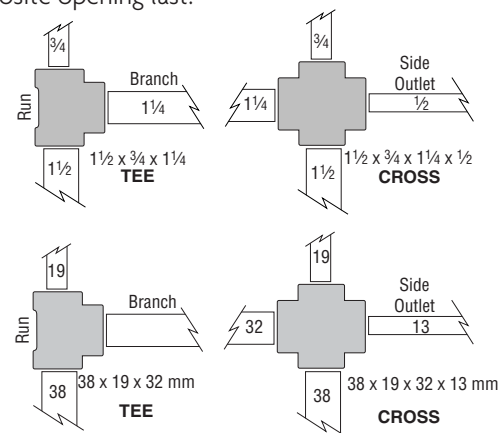 osite opening last.
¾
Run
Branch
1¼
1½
1½ x ¾ x 1¼
TEE
¾
1¼
Side
Outlet
½
1½
1½ x ¾ x 1¼ x ½
CROSS
19
Run
Branch
38
38 x 19 x 32 mm
TEE
19
32
Side
Outlet
13
38
38 x 19 x 32 x 13 mm
CROSS